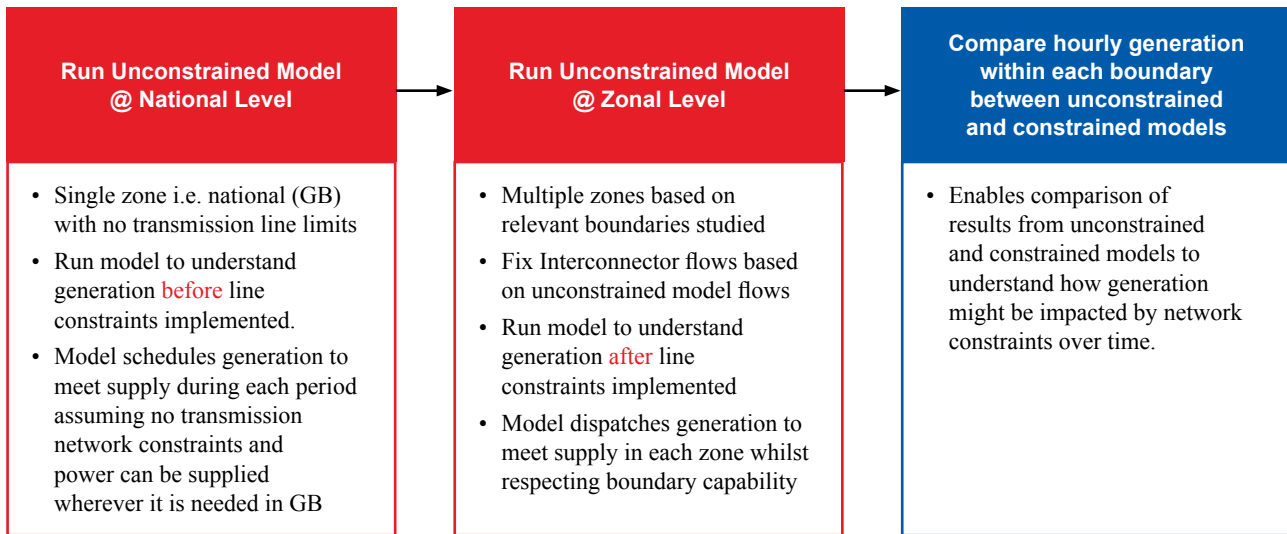 Run Unconstrained Model
@ National Level
• Single zone i.e. national (GB)
with no transmission line limits
• Run model to understand
generation before line
constraints implemented.
• Model schedules generation to
meet supply during each period
assuming no transmission
network constraints and
power can be supplied
wherever it is needed in GB
Run Unconstrained Model
@ Zonal Level
• Multiple zones based on
relevant boundaries studied
• Fix Interconnector flows based
on unconstrained model flows
• Run model to understand
generation after line
constraints implemented
• Model dispatches generation to
meet supply in each zone whilst
respecting boundary capability
Compare hourly generation
within each boundary
between unconstrained
and constrained models
• Enables comparison of
results from unconstrained
and constrained models to
understand how generation
might be impacted by network
constraints over time.